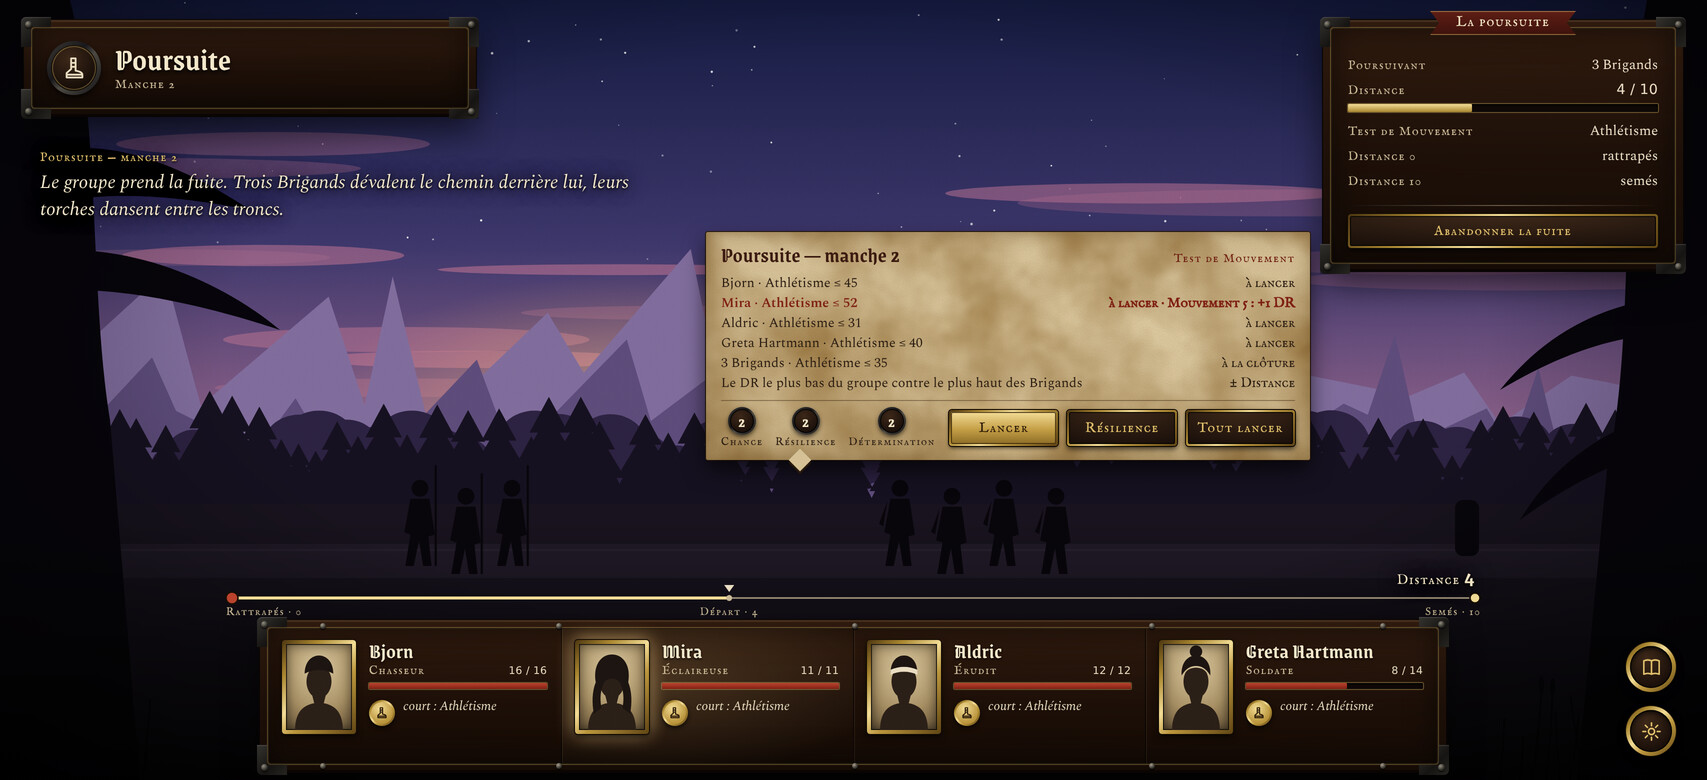 Poursuite
Manche 2
Poursuite — manche 2
Le groupe prend la fuite. Trois Brigands dévalent le chemin derrière lui, leurs
torches dansent entre les troncs.
La poursuite
Poursuivant 3 Brigands
Distance 4 / 10
Test de Mouvement Athlétisme
Distance 0 rattrapés
Distance 10 semés
Abandonner la fuite
Poursuite — manche 2 Test de Mouvement
Bjorn · Athlétisme ≤ 45 à lancer
Mira · Athlétisme ≤ 52 à lancer · Mouvement 5 : +1 DR
Aldric · Athlétisme ≤ 31 à lancer
Greta Hartmann · Athlétisme ≤ 40 à lancer
3 Brigands · Athlétisme ≤ 35 à la clôture
Le DR le plus bas du groupe contre le plus haut des Brigands ± Distance
2 2 2
Chance Résilience Détermination
Lancer Résilience Tout lancer
Distance 4
Rattrapés · 0 Départ · 4 Semés · 10
Bjorn
Chasseur 16 / 16
court : Athlétisme
Mira
Éclaireuse 11 / 11
court : Athlétisme
Aldric
Érudit 12 / 12
court : Athlétisme
Greta Hartmann
Soldate 8 / 14
court : Athlétisme